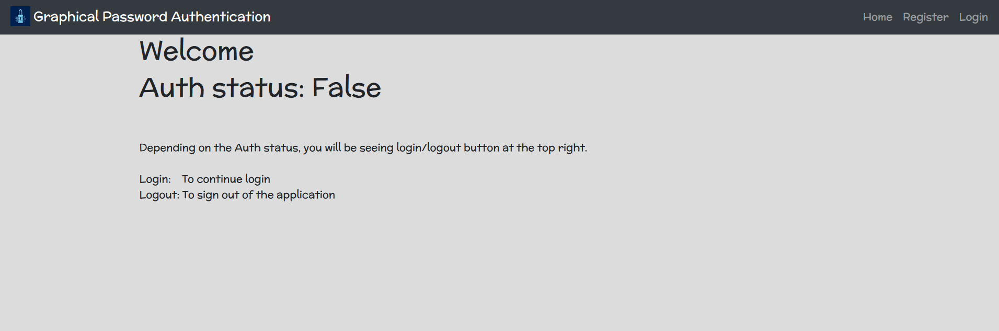 Graphical Password Authentication
Home Register Login
Welcome
Auth status: False
Depending on the Auth status, you will be seeing login/logout button at the top right.
Login: To continue login
Logout: To sign out of the application